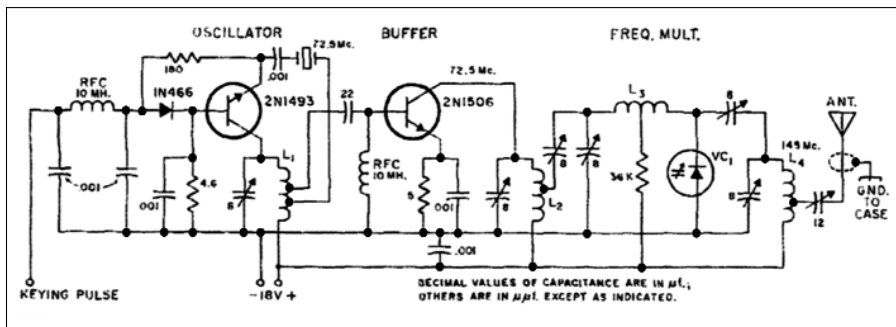 OSCILLATOR
BUFFER
FREQ. MULT.
180
.001
72.5 Mc.
72.5 Mc.
RFC
10 MH.
1N466
2N1493
22
2N1506
L3
8
ANT.
.001
.001
4.6
6
L1
RFC
10 MH.
5
.001
8
L2
8
8
36K
VC1
145 Mc.
8
L4
12
GND.
TO
CASE
.001
KEYING PULSE
-18V+
DECIMAL VALUES OF CAPACITANCE ARE IN µf.;
OTHERS ARE IN µµf. EXCEPT AS INDICATED.